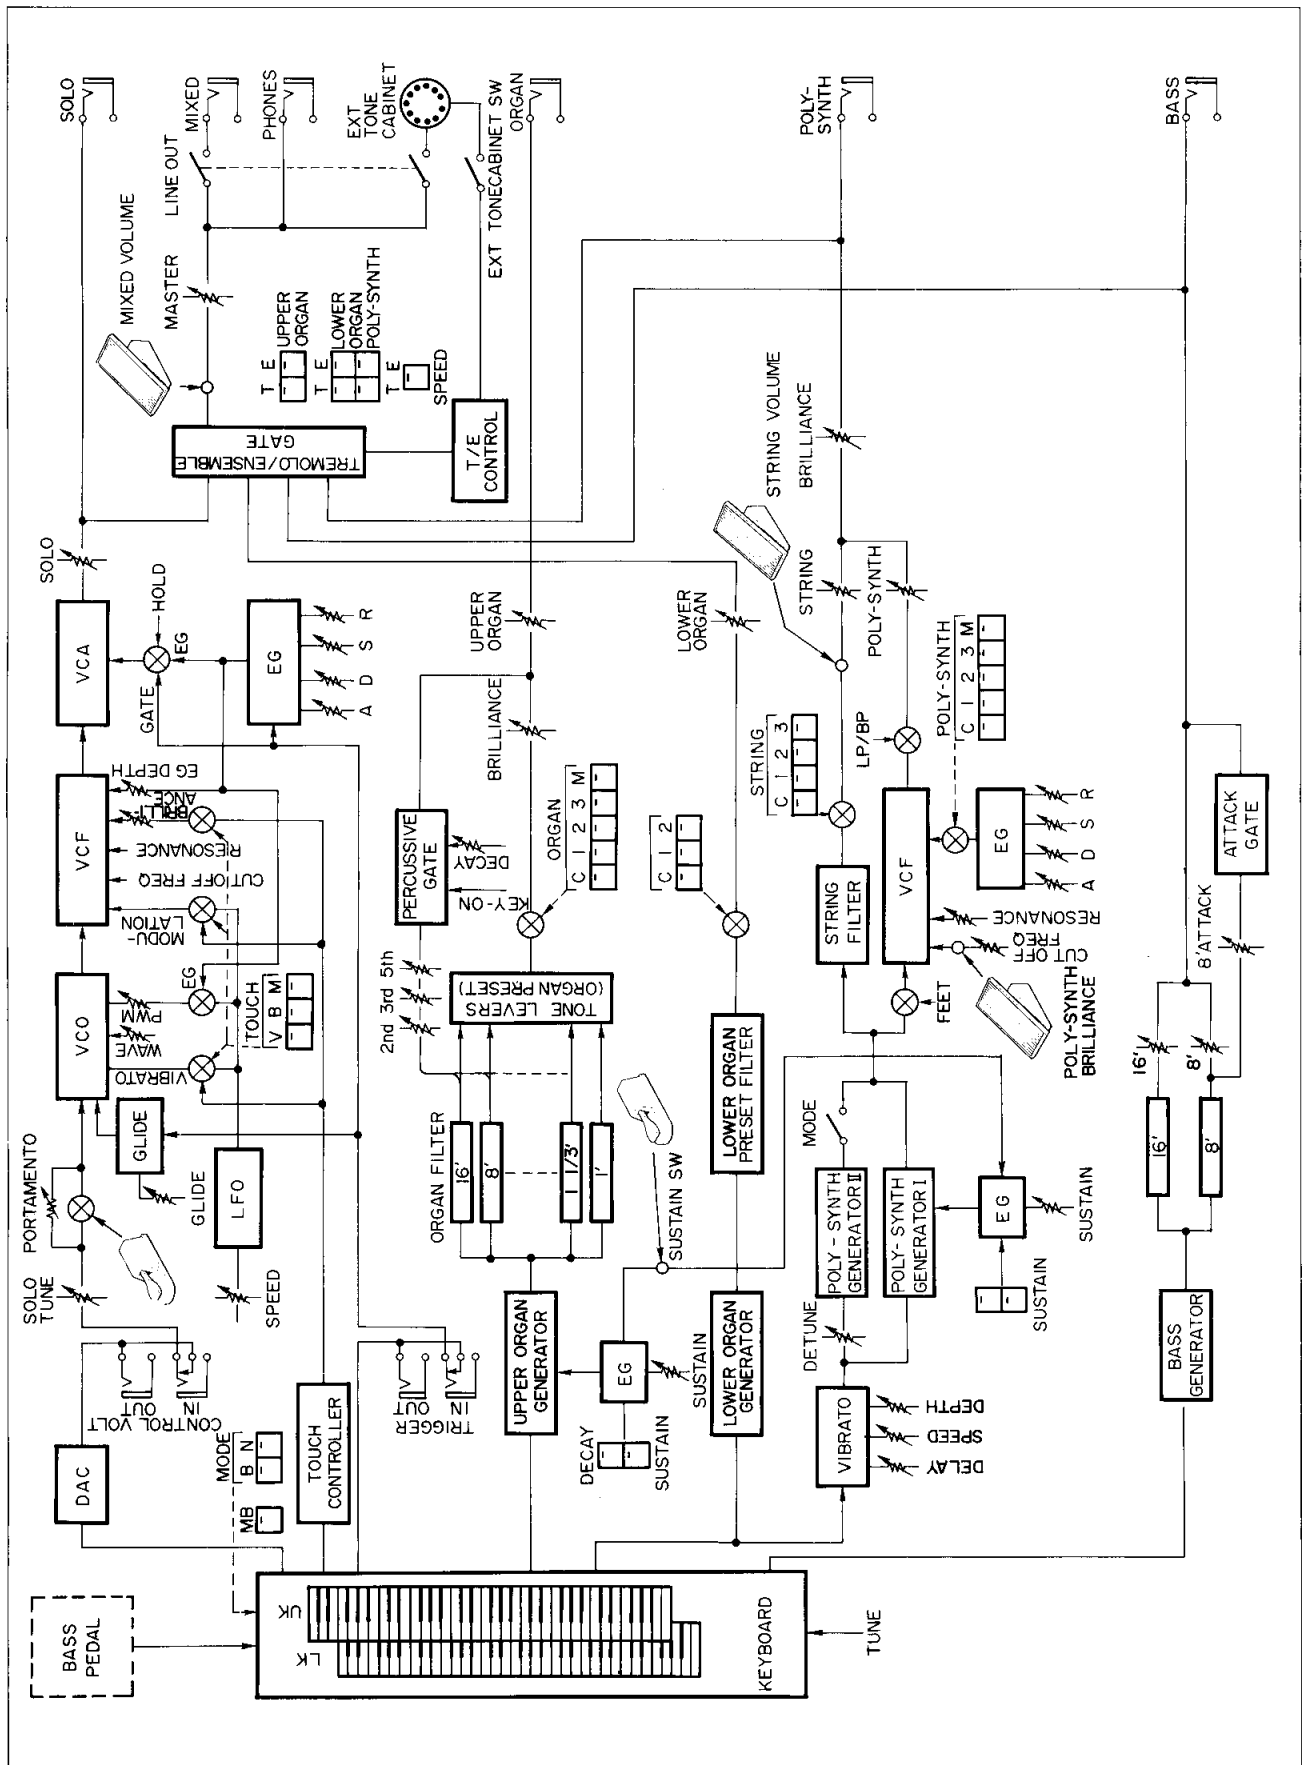 BASS
PEDAL
UK
LK
KEYBOARD
TUNE
DAC
CONTROL VOLT
OUT
IN
MODE
B N
MB
TOUCH
CONTROLLER
TRIGGER
OUT
IN
SOLO
TUNE
PORTAMENTO
GLIDE
GLIDE
LFO
SPEED
VCO
VIBRATO
WAVE
PWM
EG
TOUCH
V B M
VCF
MODU-
LATION
CUT OFF FREQ
RESONANCE
BRILLI-
ANCE
EG DEPTH
VCA
GATE
EG
HOLD
EG
A D S R
SOLO
SOLO
TREMOLO/ENSEMBLE
GATE
T/E
CONTROL
MIXED VOLUME
MASTER
T E
UPPER
ORGAN
T E
LOWER
ORGAN
POLY-SYNTH
T E
SPEED
LINE OUT
MIXED
PHONES
EXT
TONE
CABINET
EXT TONECABINET SW
ORGAN
UPPER ORGAN
GENERATOR
ORGAN FILTER
16'
8'
1 1/3'
1'
TONE LEVERS
(ORGAN PRESET)
2nd 3rd 5th
PERCUSSIVE
GATE
KEY-ON
DECAY
BRILLIANCE
ORGAN
C 1 2 3 M
UPPER
ORGAN
DECAY
SUSTAIN
EG
SUSTAIN
SUSTAIN SW
LOWER ORGAN
GENERATOR
LOWER ORGAN
PRESET FILTER
C 1 2
LOWER
ORGAN
VIBRATO
DELAY
SPEED
DEPTH
DETUNE
POLY-SYNTH
GENERATOR II
POLY-SYNTH
GENERATOR I
MODE
EG
SUSTAIN
SUSTAIN
STRING
FILTER
STRING
C 1 2 3
STRING
STRING VOLUME
BRILLIANCE
POLY-
SYNTH
FEET
VCF
CUT OFF
FREQ
RESONANCE
POLY-SYNTH
BRILLIANCE
LP/BP
POLY-SYNTH
POLY-SYNTH
C 1 2 3 M
EG
A D S R
BASS
GENERATOR
16'
8'
16'
8'
8' ATTACK
ATTACK
GATE
BASS